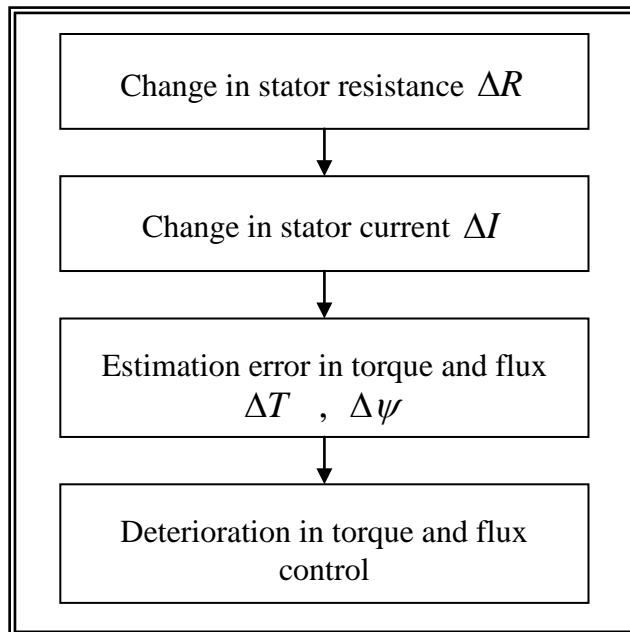 Change in stator resistance ΔR
Change in stator current ΔI
Estimation error in torque and flux
ΔT , Δψ
Deterioration in torque and flux
control